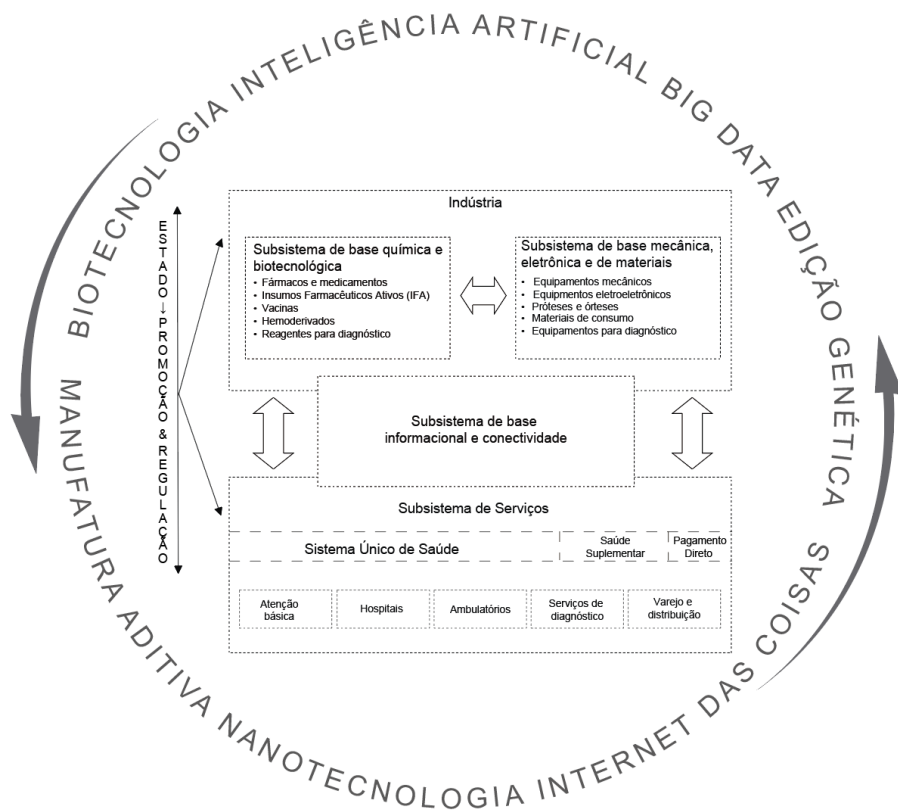 BIOTECNOLOGIA INTELIGÊNCIA ARTIFICIAL BIG DATA EDIÇÃO GENÉTICA
MANUFATURA ADITIVA NANOTECNOLOGIA INTERNET DAS COISAS
ESTADO ↓ PROMOÇÃO & REGULAÇÃO
Indústria
Subsistema de base química e
biotecnológica
• Fármacos e medicamentos
• Insumos Farmacêuticos Ativos (IFA)
• Vacinas
• Hemoderivados
• Reagentes para diagnóstico
Subsistema de base mecânica,
eletrônica e de materiais
• Equipamentos mecânicos
• Equipmentos eletroeletrônicos
• Próteses e órteses
• Materiais de consumo
• Equipamentos para diagnóstico
Subsistema de base
informacional e conectividade
Subsistema de Serviços
Sistema Único de Saúde
Saúde
Suplementar
Pagamento
Direto
Atenção
básica
Hospitais
Ambulatórios
Serviços de
diagnóstico
Varejo e
distribuição